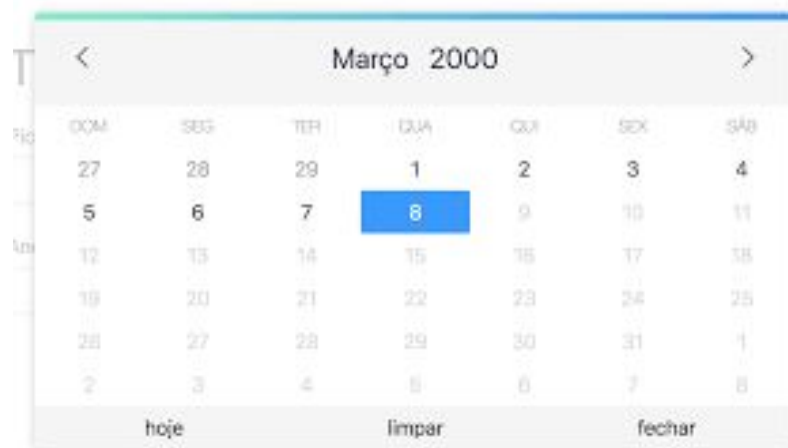 Março 2000
DOM SEG TER QUA QUI SEX SÁB
27 28 29 1 2 3 4
5 6 7 8 9 10 11
12 13 14 15 16 17 18
19 20 21 22 23 24 25
26 27 28 29 30 31 1
2 3 4 5 6 7 8
hoje limpar fechar